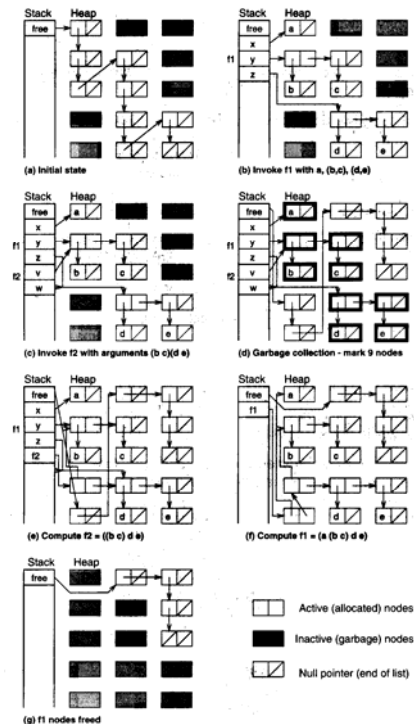 Stack Heap
free
(a) Initial state
Stack Heap
free a
x
f1 y
z b c
d e
(b) Invoke f1 with a, (b,c), (d,e)
Stack Heap
free a
x
f1 y
z b c
f2 v
w
d e
(c) Invoke f2 with arguments (b c)(d e)
Stack Heap
free a
x
f1 y
z b c
f2 v
w
d e
(d) Garbage collection - mark 9 nodes
Stack Heap
free a
x
f1 y
z b c
f2
d e
(e) Compute f2 = ((b c) d e)
Stack Heap
free a
f1
b c
d e
(f) Compute f1 = (a (b c) d e)
Stack Heap
free
(g) f1 nodes freed
Active (allocated) nodes
Inactive (garbage) nodes
Null pointer (end of list)